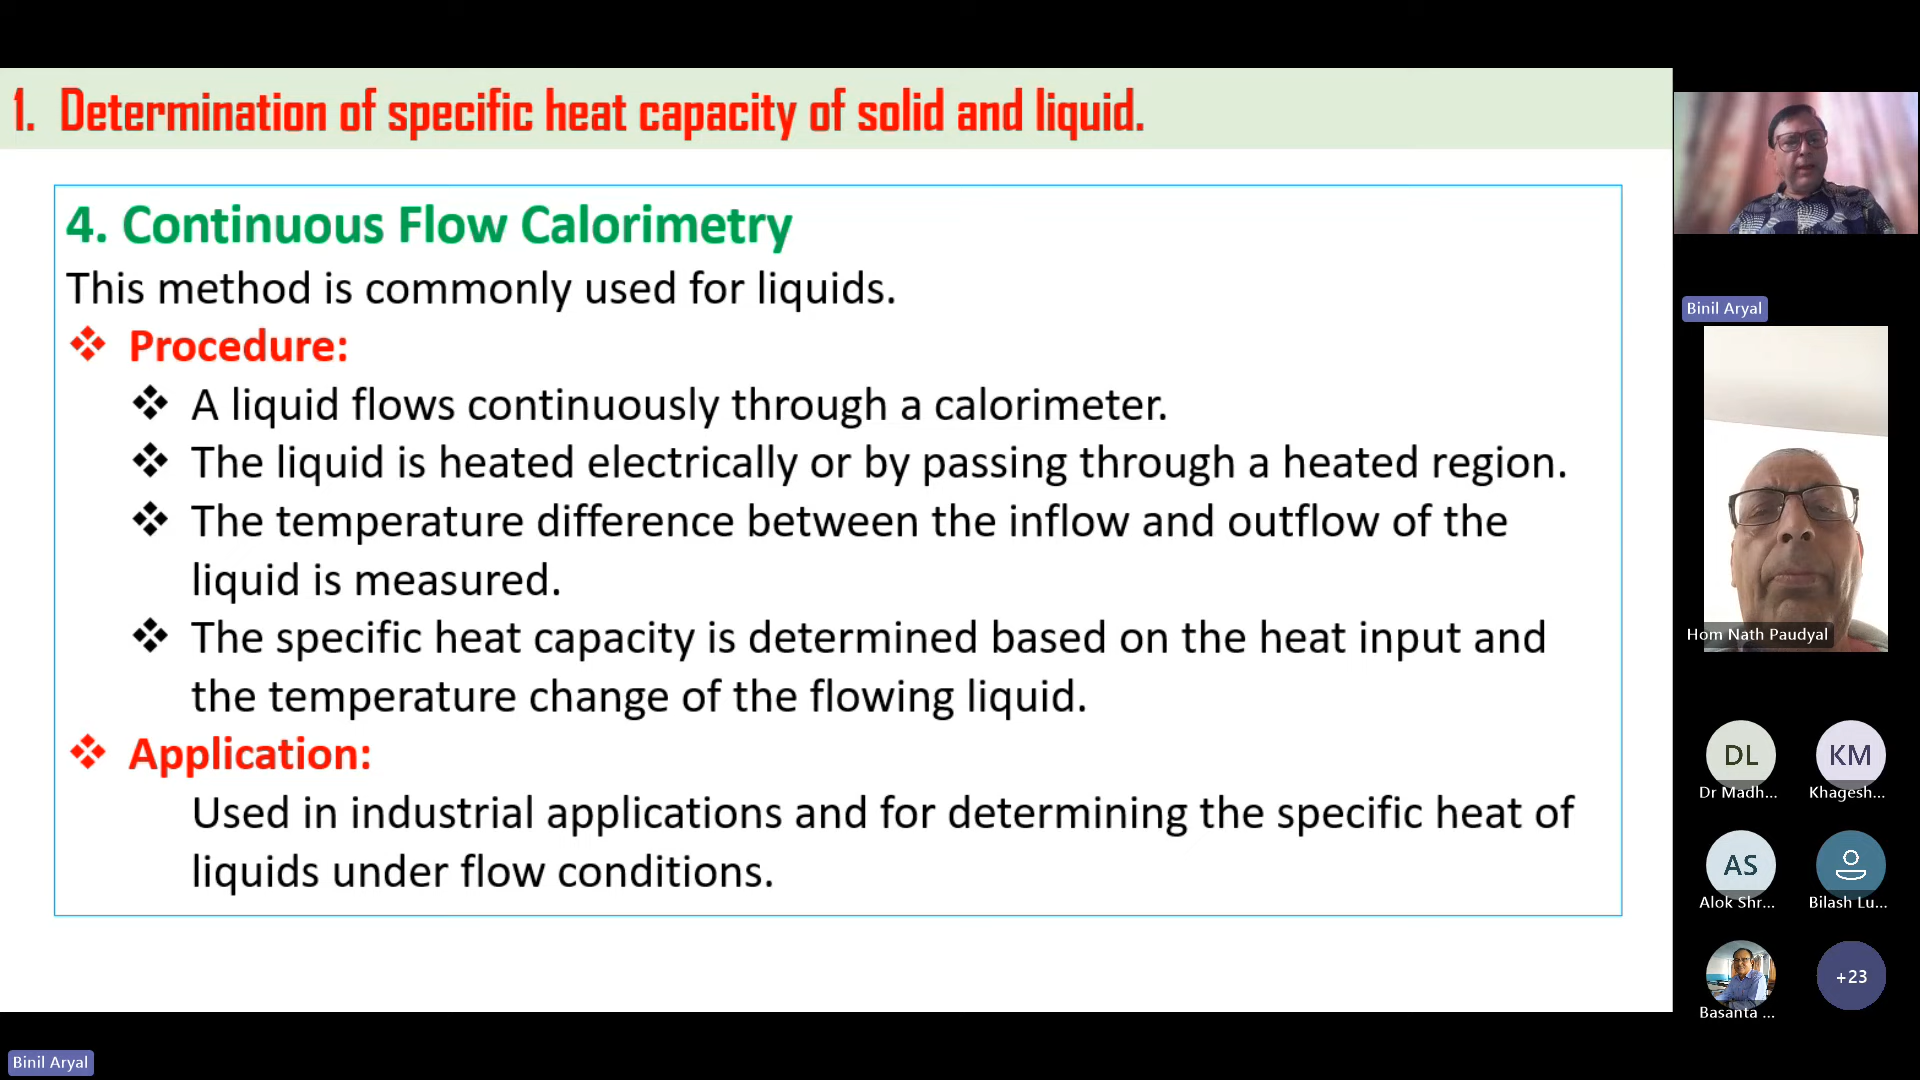 1. Determination of specific heat capacity of solid and liquid.
4. Continuous Flow Calorimetry
This method is commonly used for liquids.
Procedure:
A liquid flows continuously through a calorimeter.
The liquid is heated electrically or by passing through a heated region.
The temperature difference between the inflow and outflow of the
liquid is measured.
The specific heat capacity is determined based on the heat input and
the temperature change of the flowing liquid.
Application:
Used in industrial applications and for determining the specific heat of
liquids under flow conditions.
Binil Aryal
Hom Nath Paudyal
DL
Dr Madh...
KM
Khagesh...
AS
Alok Shr...
Bilash Lu...
Basanta ...
+23
Binil Aryal